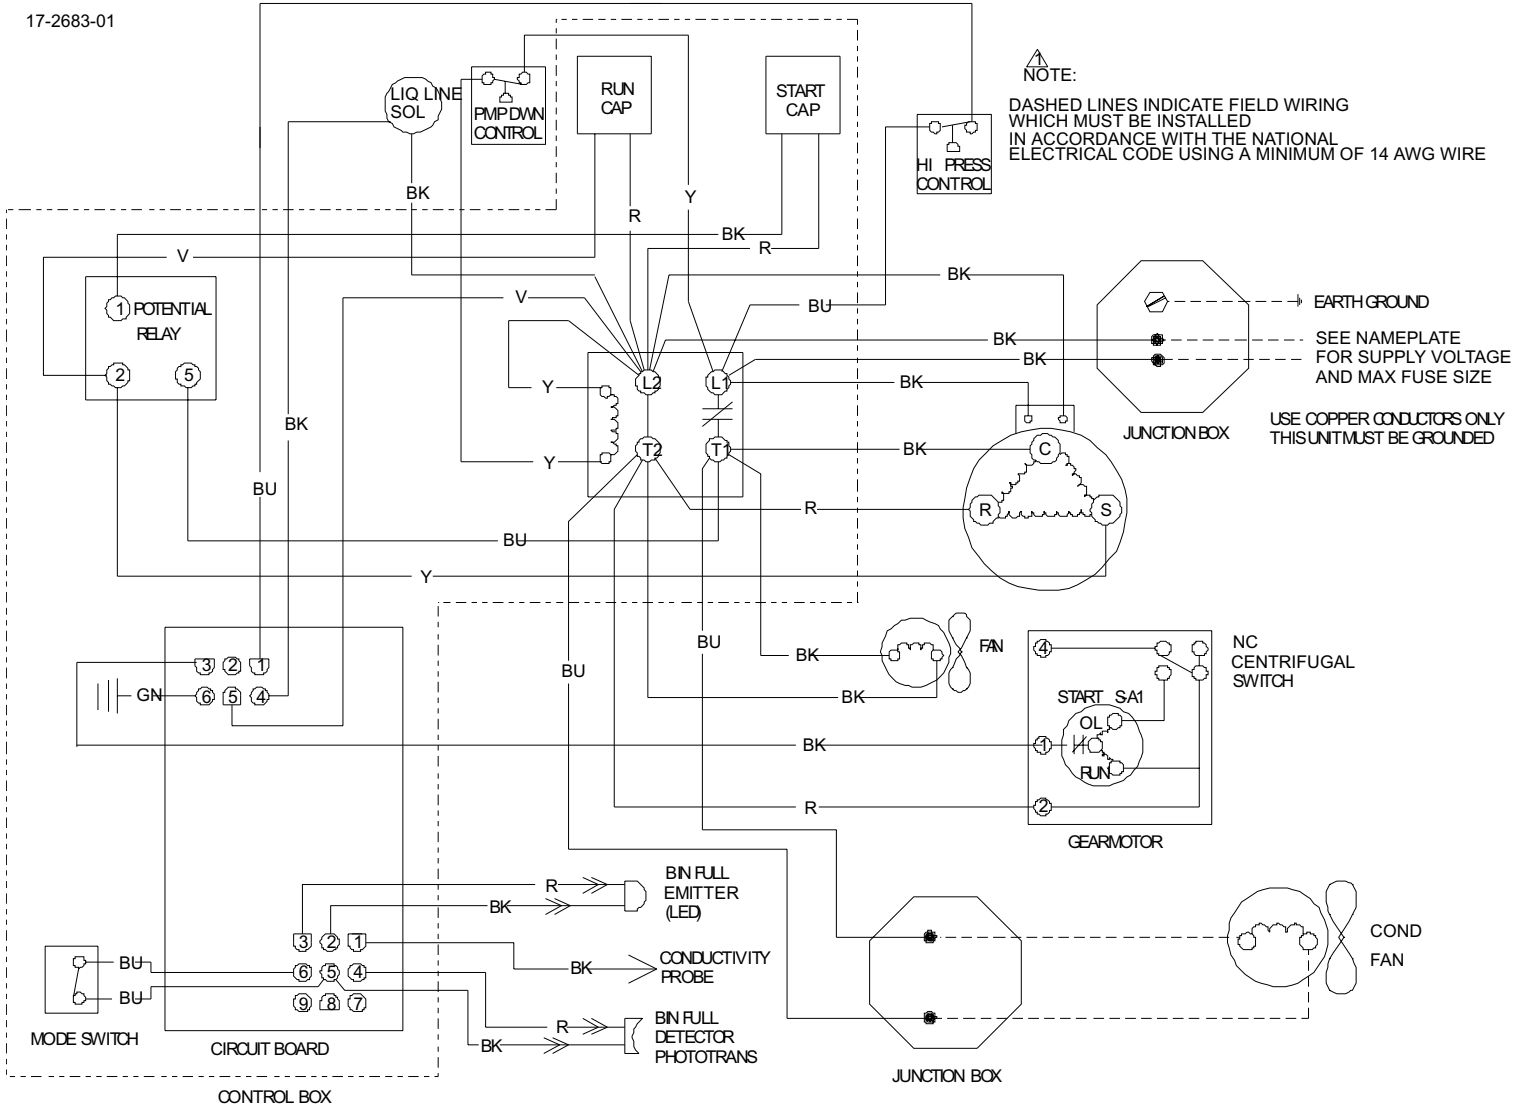 17-2683-01
LIQ LINE
SOL
PMP DWN
CONTROL
RUN
CAP
START
CAP
1
NOTE:
DASHED LINES INDICATE FIELD WIRING
WHICH MUST BE INSTALLED
IN ACCORDANCE WITH THE NATIONAL
ELECTRICAL CODE USING A MINIMUM OF 14 AWG WIRE
HI PRESS
CONTROL
BK
R
Y
BK
R
V
BK
V
BU
1
POTENTIAL
RELAY
2
5
EARTH GROUND
SEE NAMEPLATE
FOR SUPPLY VOLTAGE
AND MAX FUSE SIZE
USE COPPER CONDUCTORS ONLY
THIS UNIT MUST BE GROUNDED
JUNCTION BOX
BK
BK
BK
Y
L2
L1
T2
T1
Y
BK
C
R
S
BK
BU
R
BU
Y
BU
BU
BK
BK
FAN
3
2
1
6
5
4
GN
4
NC
CENTRIFUGAL
SWITCH
START S-A1
OL
1
RUN
2
BK
R
GEARMOTOR
R
BK
BIN FULL
EMITTER
(LED)
3
2
1
6
5
4
9
8
7
BU
BU
MODE SWITCH
BK
CONDUCTIVITY
PROBE
R
BK
BIN FULL
DETECTOR
PHOTOTRANS
CIRCUIT BOARD
CONTROL BOX
JUNCTION BOX
COND
FAN